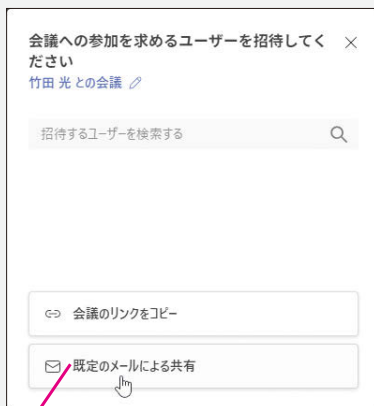 会議への参加を求めるユーザーを招待してく
ださい
竹田 光 との会議
招待するユーザーを検索する
会議のリンクをコピー
既定のメールによる共有